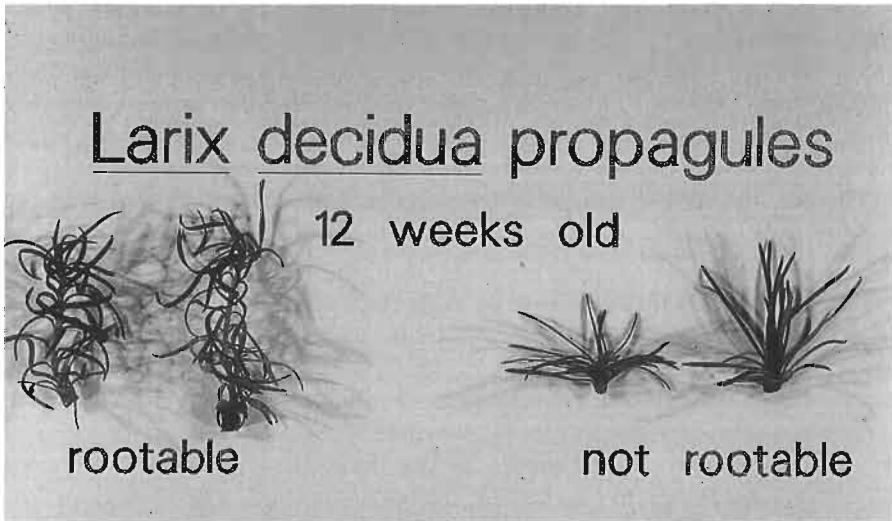 Larix decidua propagules
12 weeks old
rootable
not rootable